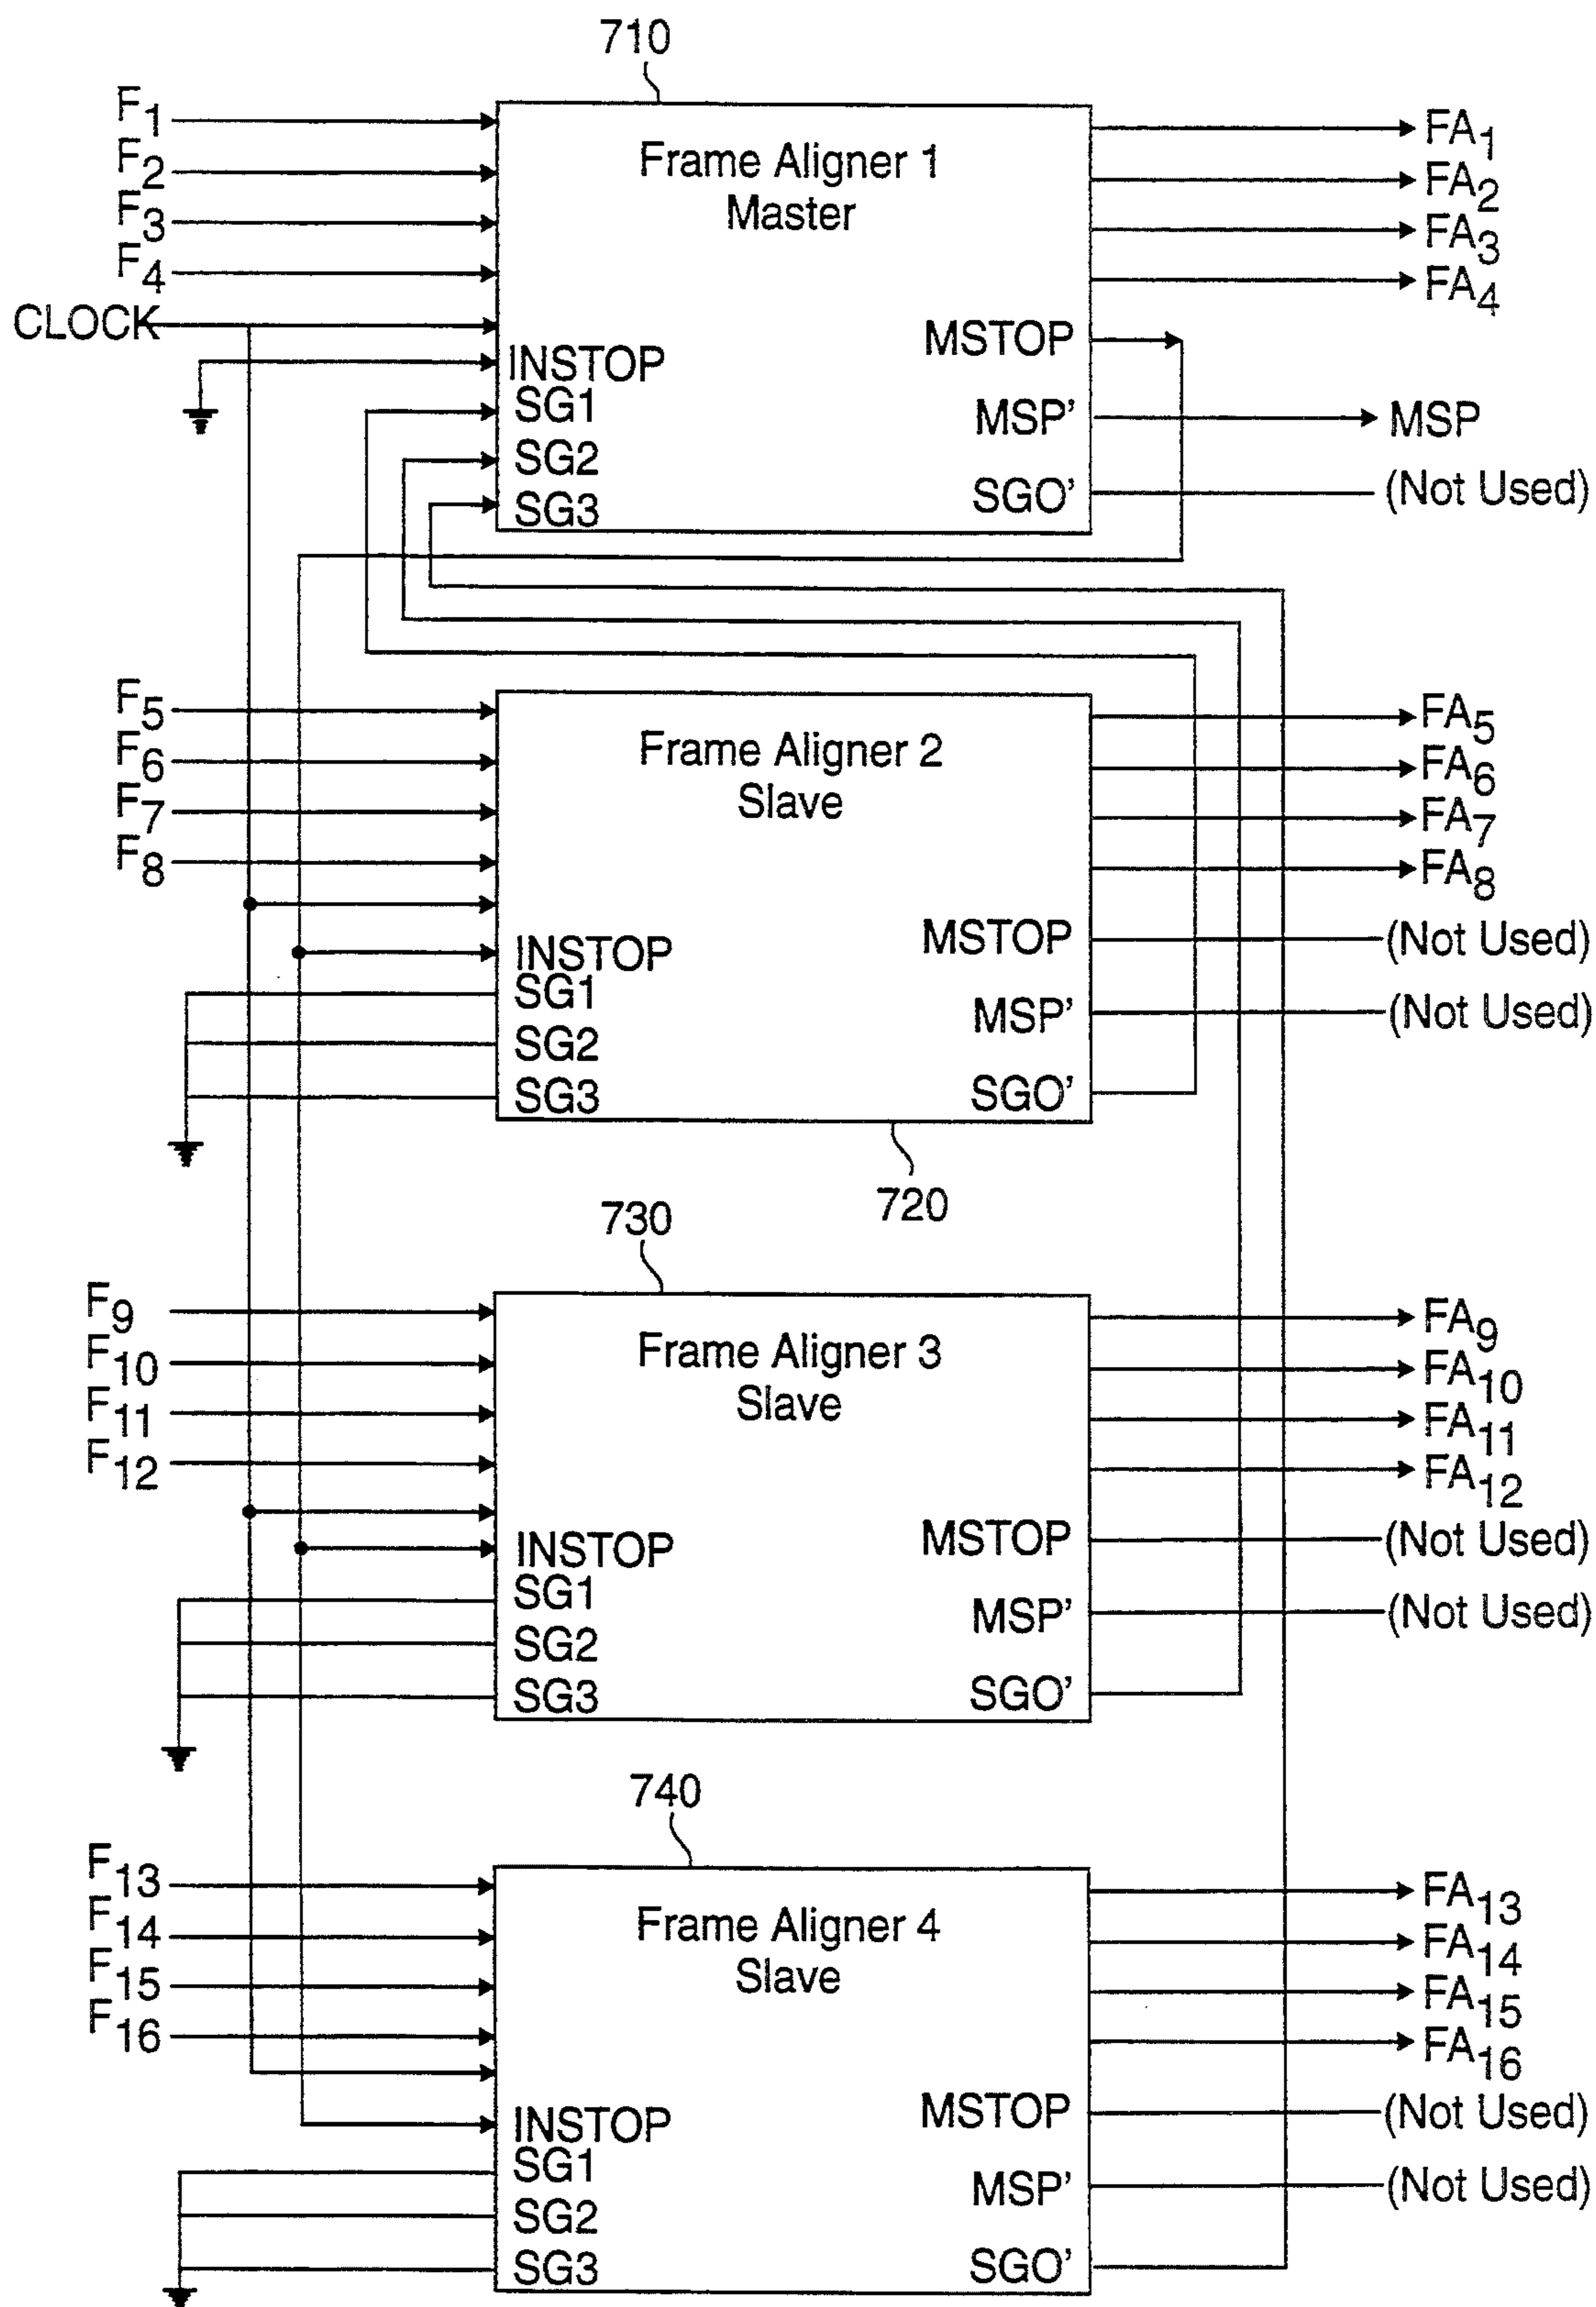 710
F1
F2
F3
F4
CLOCK
Frame Aligner 1
Master
INSTOP
SG1
SG2
SG3
MSTOP
MSP’
SGO’
FA1
FA2
FA3
FA4
MSP
(Not Used)
F5
F6
F7
F8
Frame Aligner 2
Slave
INSTOP
SG1
SG2
SG3
MSTOP
MSP’
SGO’
FA5
FA6
FA7
FA8
(Not Used)
(Not Used)
720
730
F9
F10
F11
F12
Frame Aligner 3
Slave
INSTOP
SG1
SG2
SG3
MSTOP
MSP’
SGO’
FA9
FA10
FA11
FA12
(Not Used)
(Not Used)
740
F13
F14
F15
F16
Frame Aligner 4
Slave
INSTOP
SG1
SG2
SG3
MSTOP
MSP’
SGO’
FA13
FA14
FA15
FA16
(Not Used)
(Not Used)